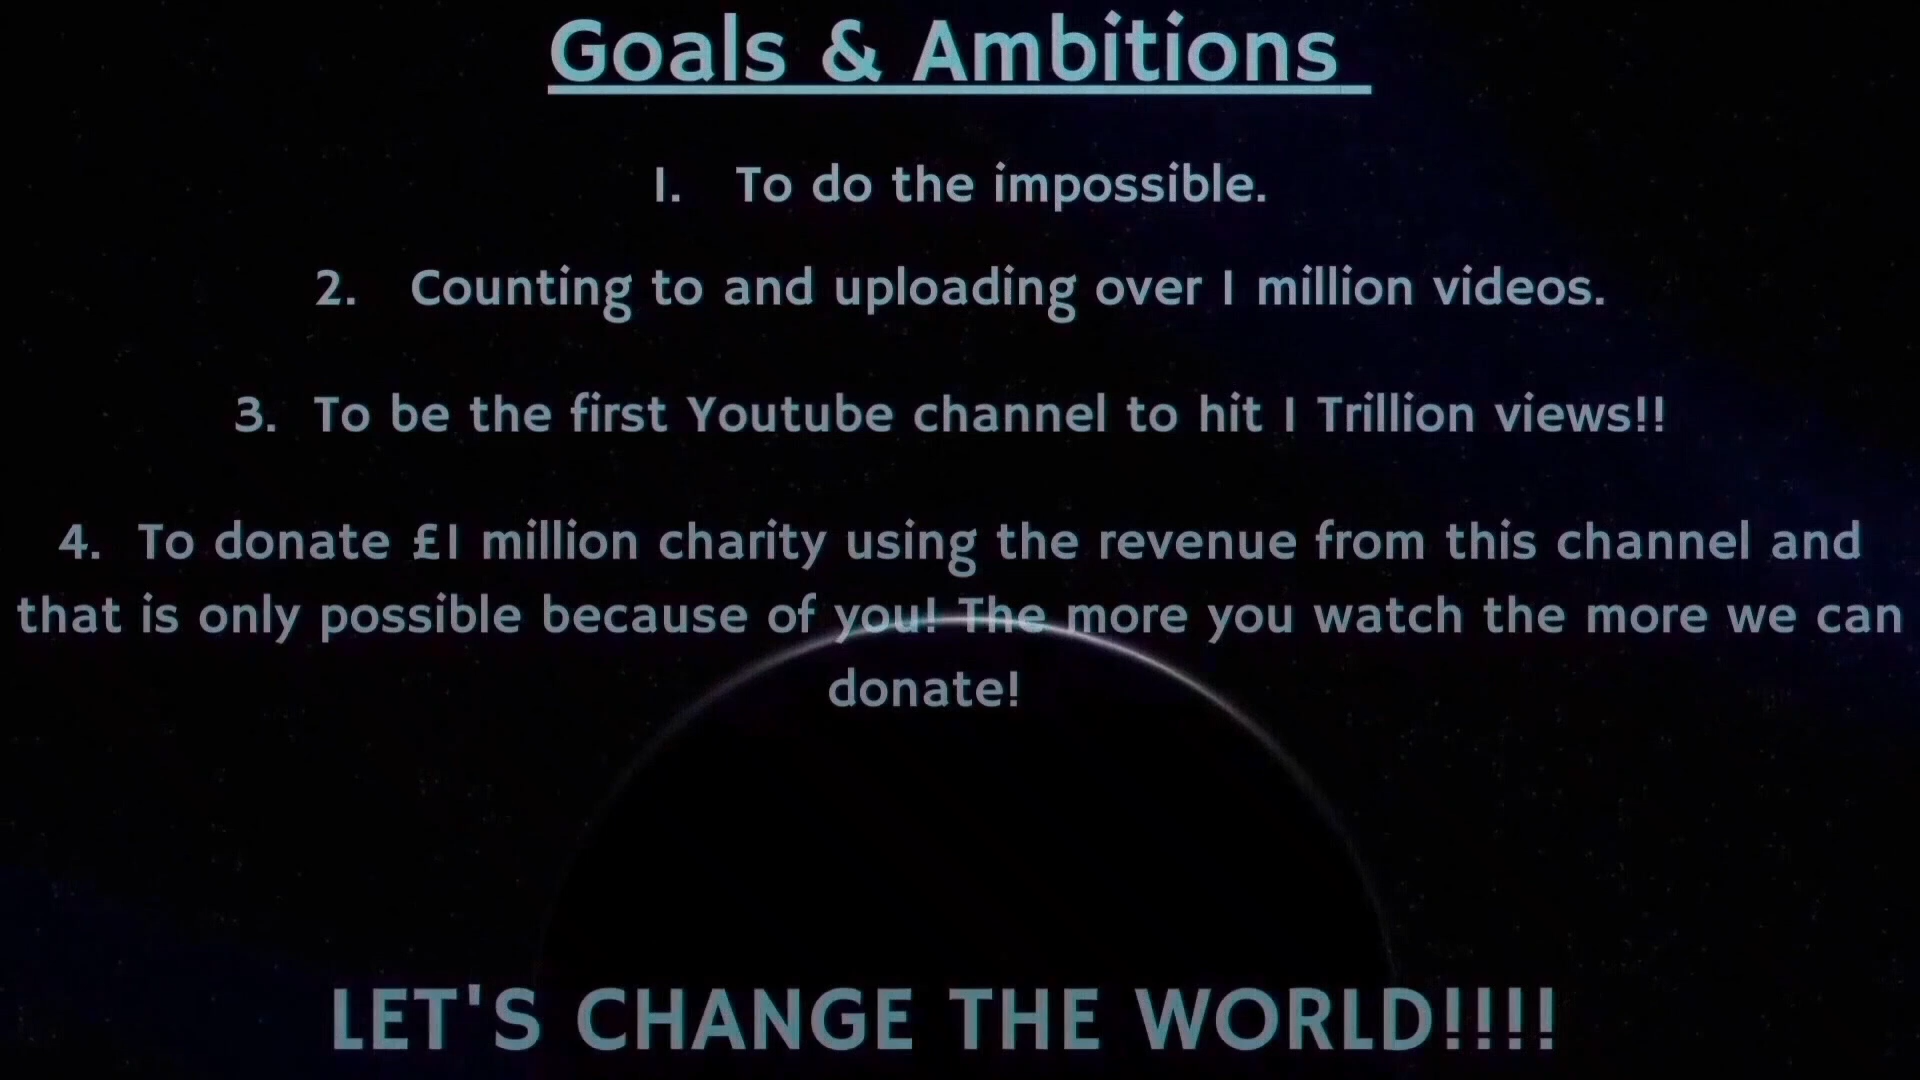 Goals & Ambitions
1. To do the impossible.
2. Counting to and uploading over 1 million videos.
3. To be the first Youtube channel to hit 1 Trillion views!!
4. To donate £1 million charity using the revenue from this channel and
that is only possible because of you! The more you watch the more we can
donate!
LET'S CHANGE THE WORLD!!!!